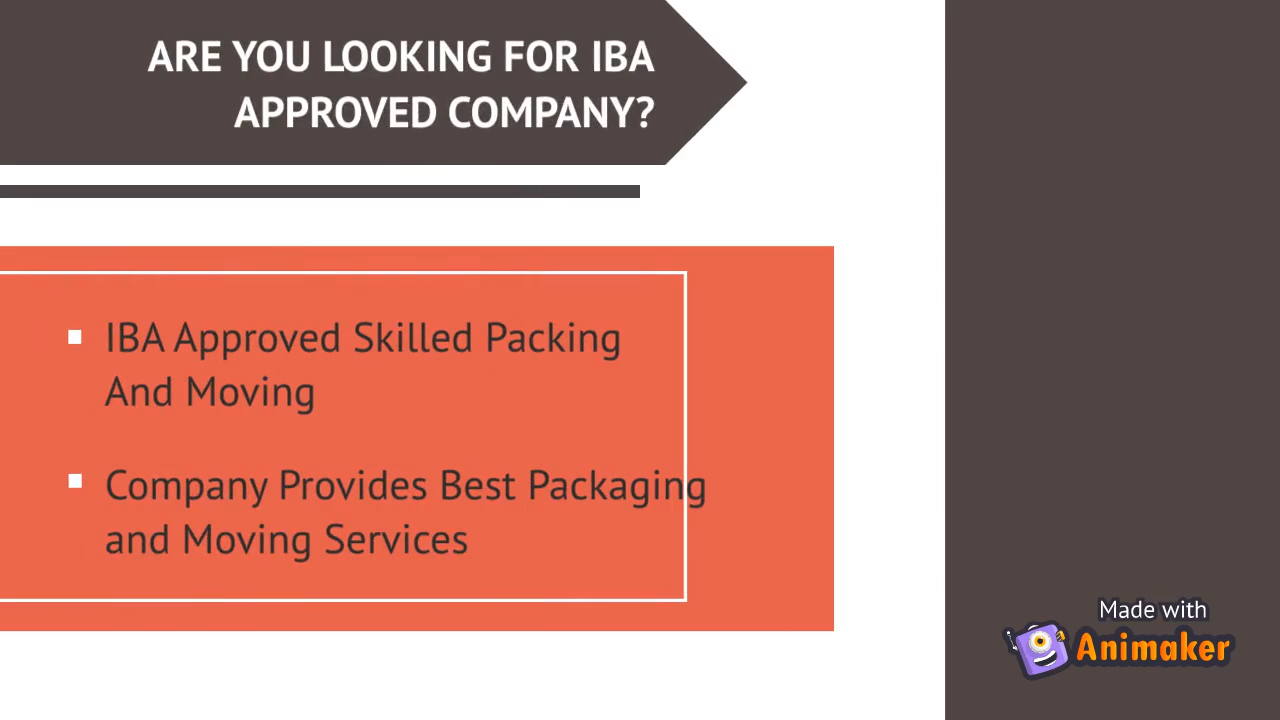 ARE YOU LOOKING FOR IBA
APPROVED COMPANY?
IBA Approved Skilled Packing
And Moving
Company Provides Best Packaging
and Moving Services
Made with
Animaker